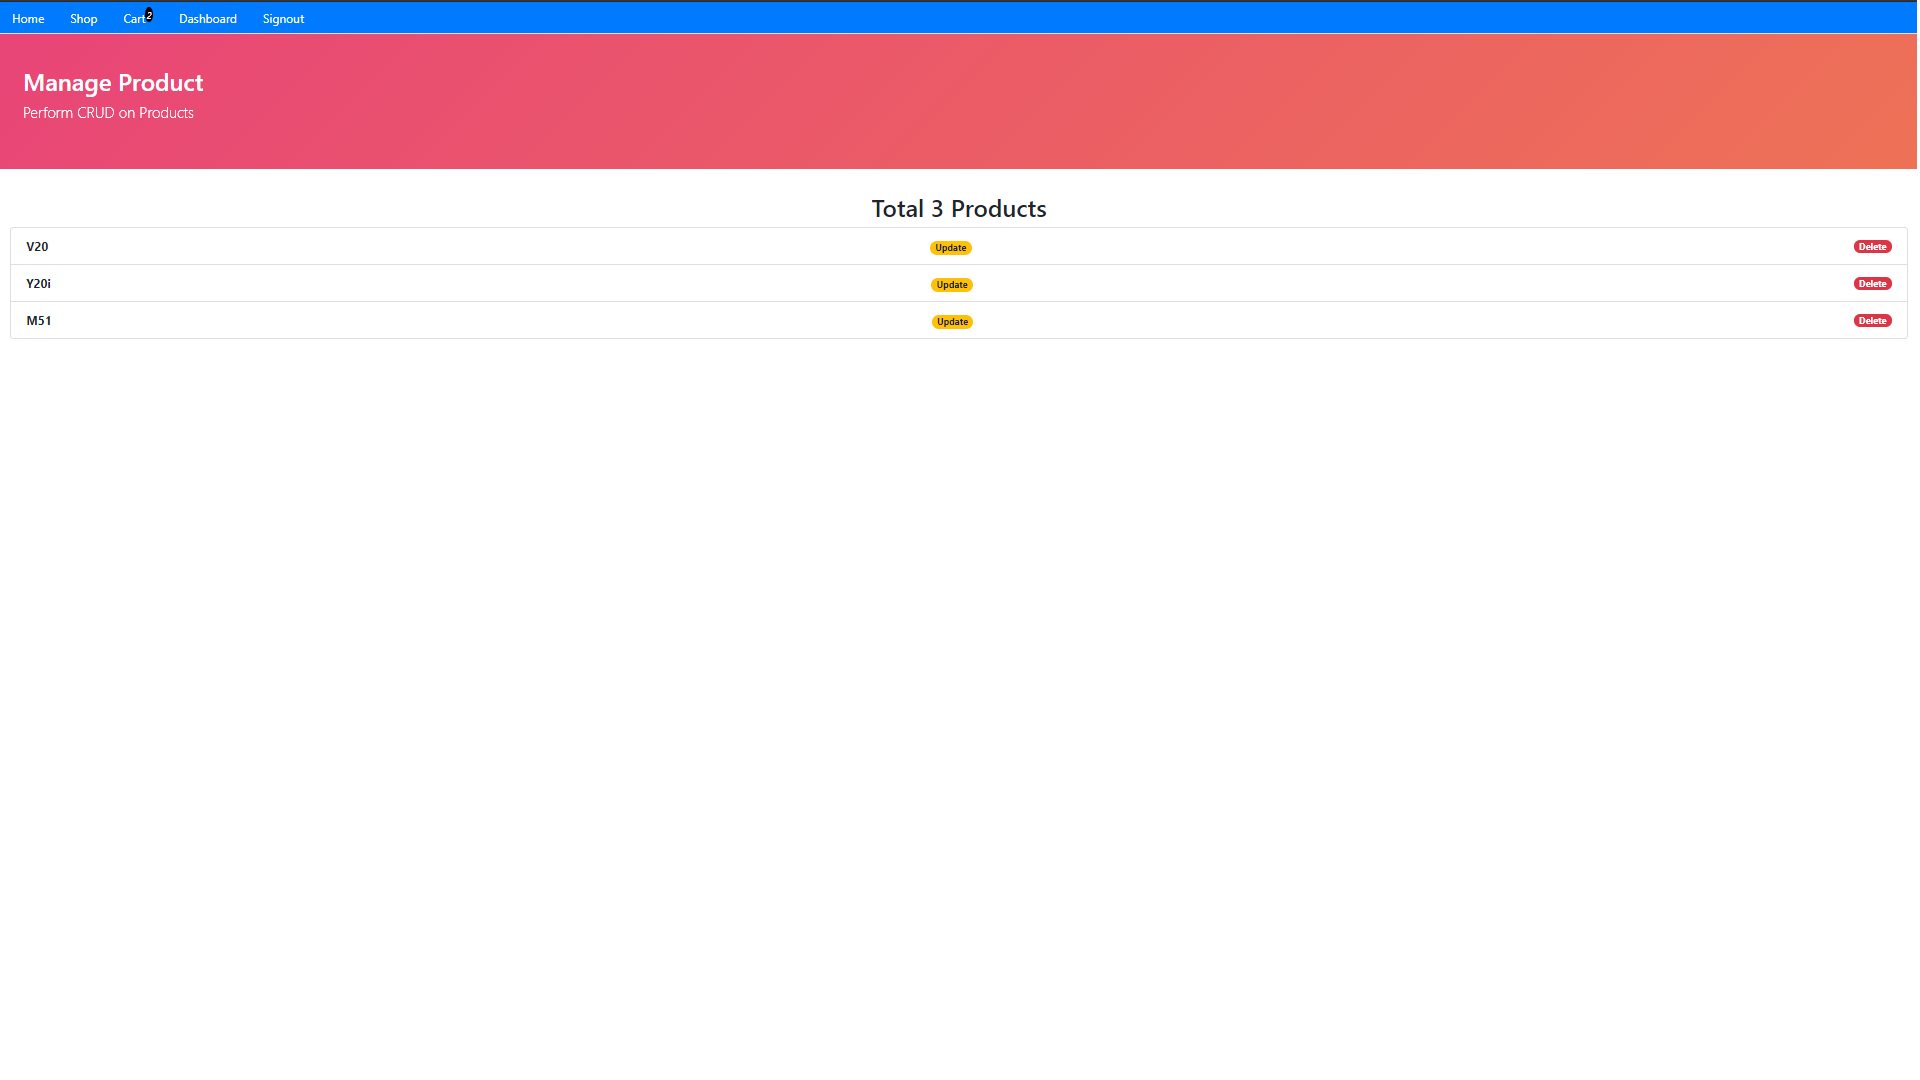 Home Shop Cart 2 Dashboard Signout
Manage Product
Perform CRUD on Products
Total 3 Products
V20 Update Delete
Y20i Update Delete
M51 Update Delete